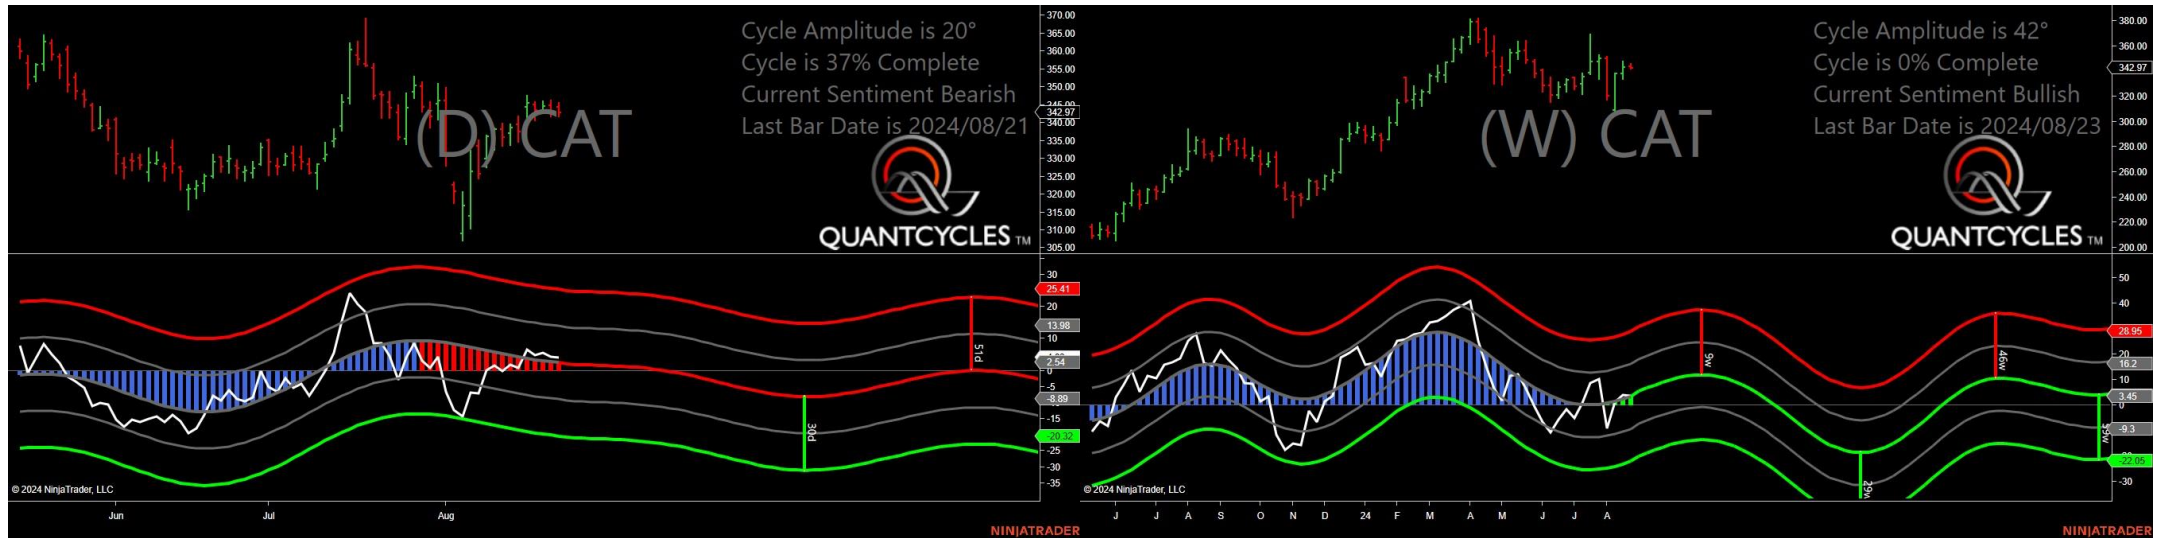 Cycle Amplitude is 20°
Cycle is 37% Complete
Current Sentiment Bearish
Last Bar Date is 2024/08/21
(D) CAT
QUANTCYCLES TM
370.00
365.00
360.00
355.00
350.00
345.00
342.97
340.00
335.00
330.00
325.00
320.00
315.00
310.00
305.00
30
25.41
20
13.98
10
2.54
0
-5
-8.89
-15
-20.32
-25
-30
-35
51d
30d
© 2024 NinjaTrader, LLC
Jun Jul Aug
NINJATRADER
Cycle Amplitude is 42°
Cycle is 0% Complete
Current Sentiment Bullish
Last Bar Date is 2024/08/23
(W) CAT
QUANTCYCLES TM
380.00
360.00
342.97
320.00
300.00
280.00
260.00
240.00
220.00
200.00
50
40
28.95
20
16.2
10
3.45
0
-9.3
-22.05
-30
9w
46w
29w
© 2024 NinjaTrader, LLC
J J A S O N D 24 F M A M J J A
NINJATRADER